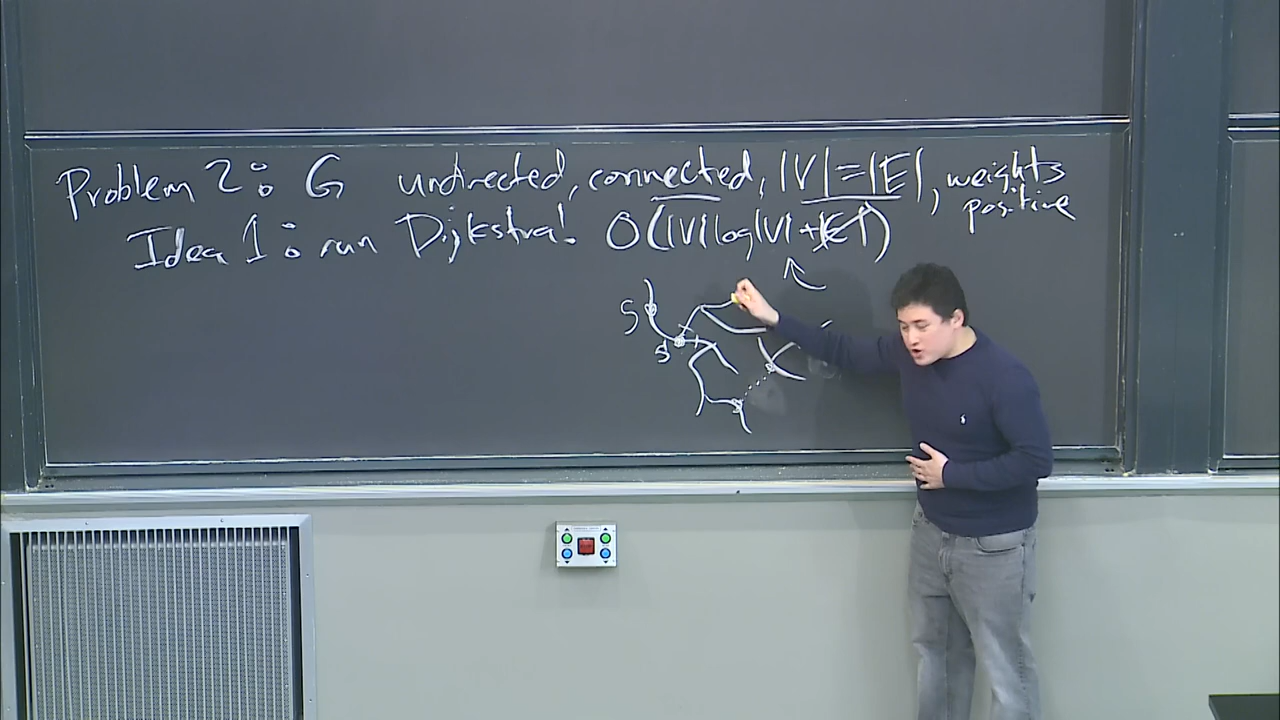 Problem 2: G undirected, connected, |V|=|E|, weights positive
Idea 1: run Dijkstra! O(|V|log|V|+|E|)
S
S